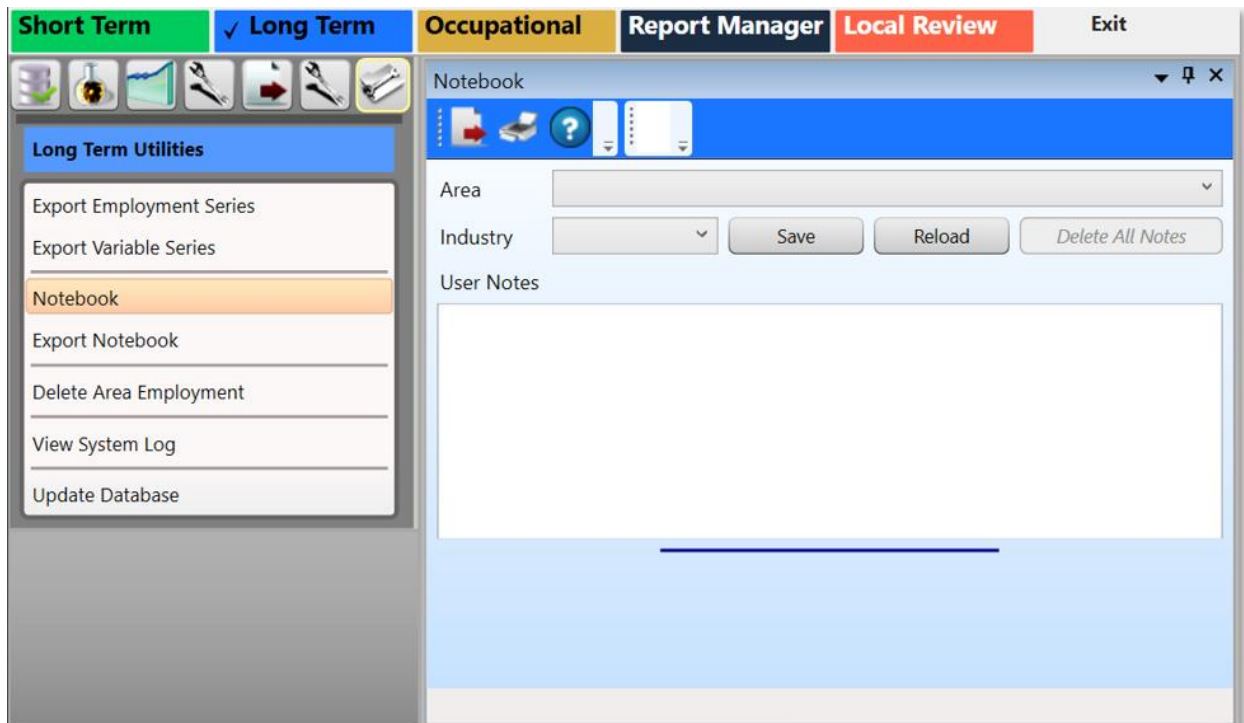 Short Term ✓ Long Term Occupational Report Manager Local Review Exit
Long Term Utilities
Export Employment Series
Export Variable Series
Notebook
Export Notebook
Delete Area Employment
View System Log
Update Database
Notebook
?
Area
Industry Save Reload Delete All Notes
User Notes